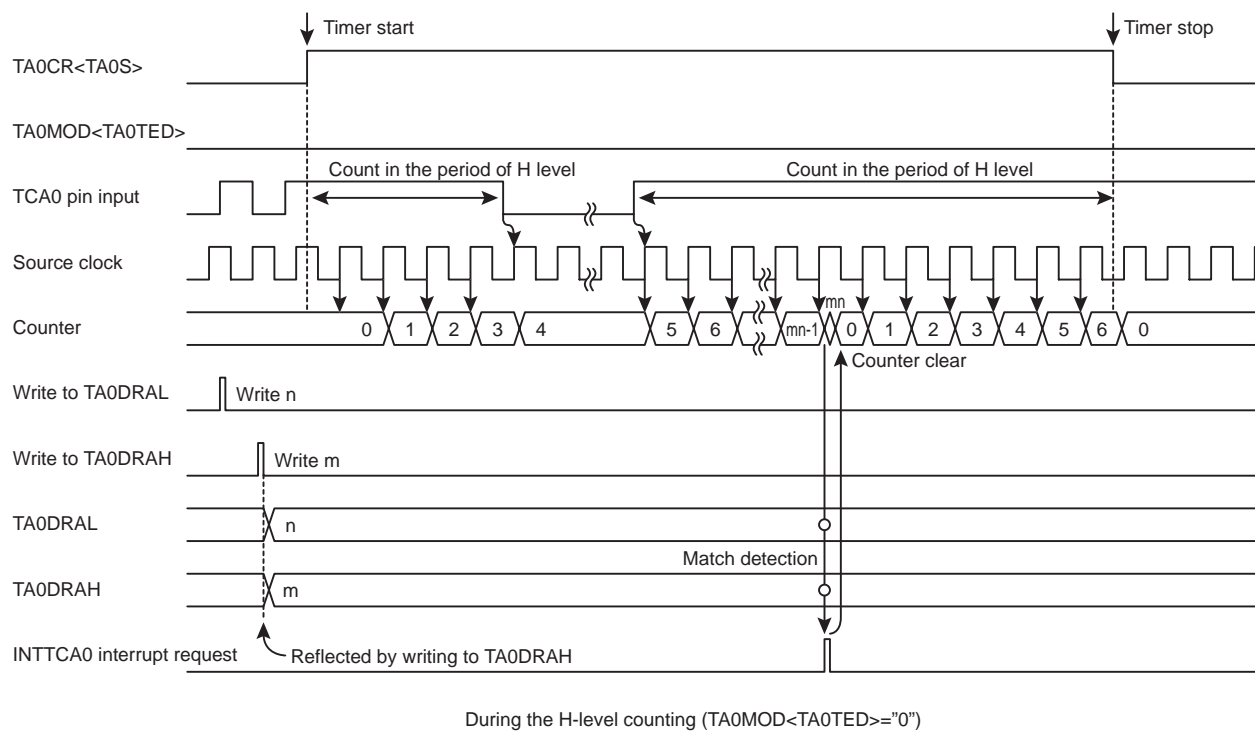 Timer start
Timer stop
TA0CR<TA0S>
TA0MOD<TA0TED>
Count in the period of H level
Count in the period of H level
TCA0 pin input
Source clock
mn
Counter
0 1 2 3 4 5 6 mn-1 0 1 2 3 4 5 6 0
Counter clear
Write to TA0DRAL
Write n
Write to TA0DRAH
Write m
TA0DRAL
n
Match detection
TA0DRAH
m
INTTCA0 interrupt request
Reflected by writing to TA0DRAH
During the H-level counting (TA0MOD<TA0TED>=”0”)